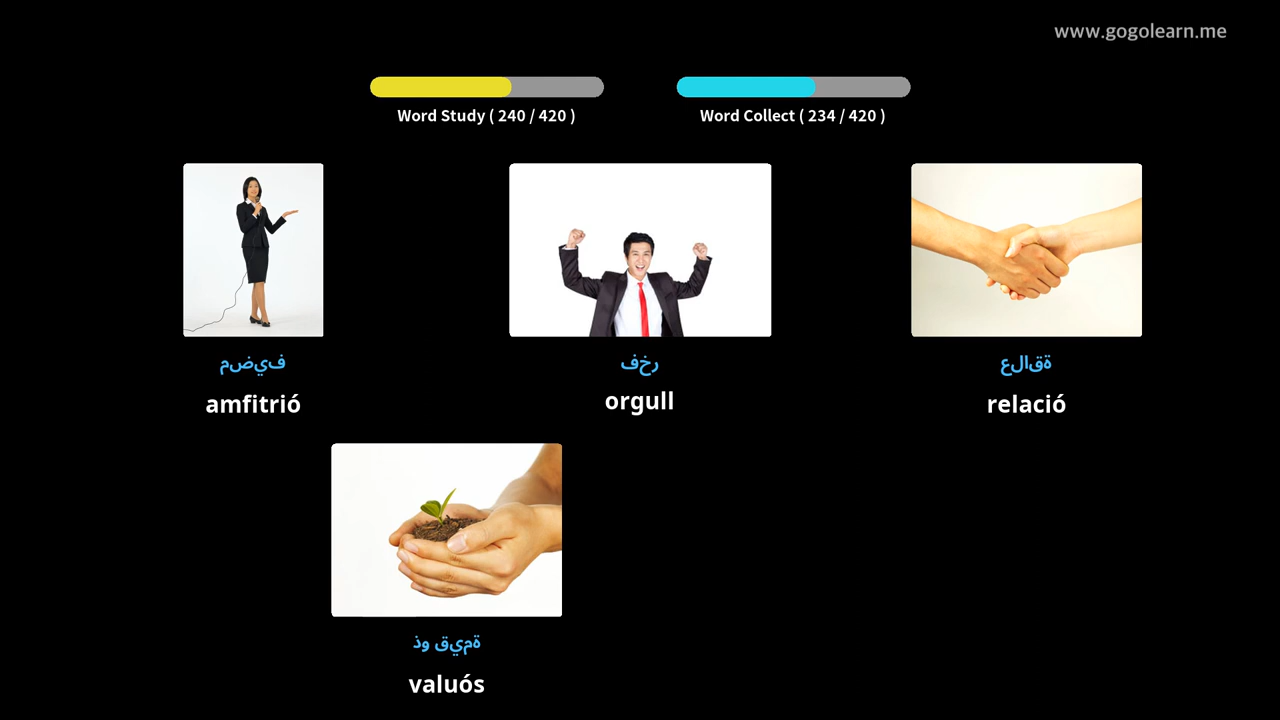 www.gogolearn.me
Word Study ( 240 / 420 )
Word Collect ( 234 / 420 )
مضيف
amfitrió
فخر
orgull
علاقة
relació
ذو قيمة
valuós